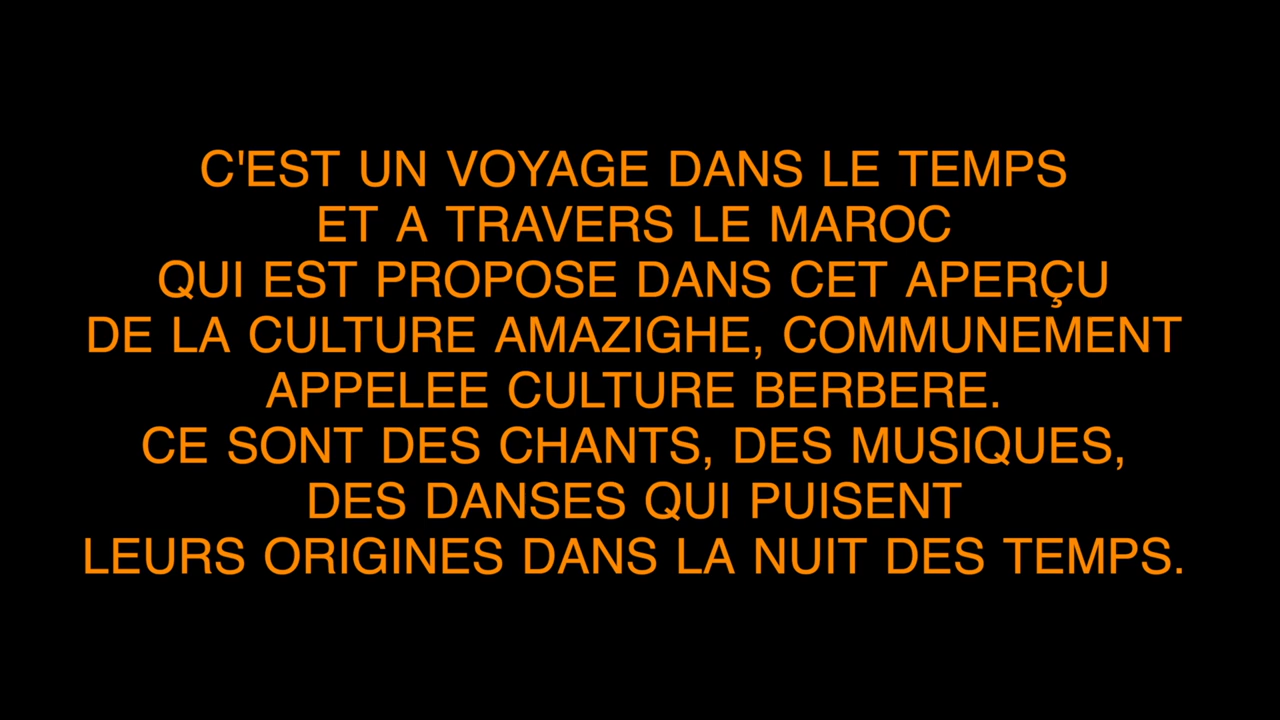 C'EST UN VOYAGE DANS LE TEMPS
ET A TRAVERS LE MAROC
QUI EST PROPOSE DANS CET APERÇU
DE LA CULTURE AMAZIGHE, COMMUNEMENT
APPELEE CULTURE BERBERE.
CE SONT DES CHANTS, DES MUSIQUES,
DES DANSES QUI PUISENT
LEURS ORIGINES DANS LA NUIT DES TEMPS.